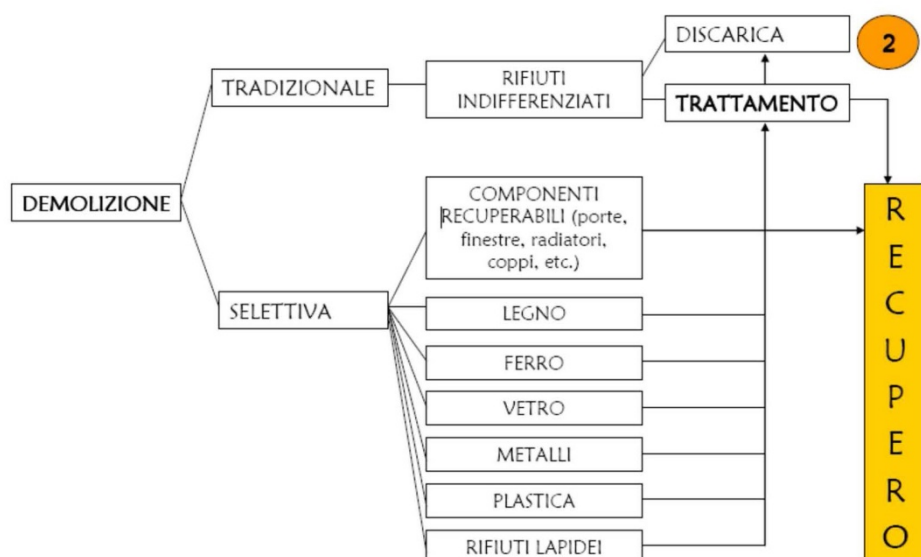 DISCARICA
2
TRADIZIONALE
RIFIUTI
INDIFFERENZIATI
TRATTAMENTO
DEMOLIZIONE
COMPONENTI
RECUPERABILI (porte,
finestre, radiatori,
coppi, etc.)
SELETTIVA
LEGNO
FERRO
VETRO
METALLI
PLASTICA
RIFIUTI LAPIDEI
R
E
C
U
P
E
R
O